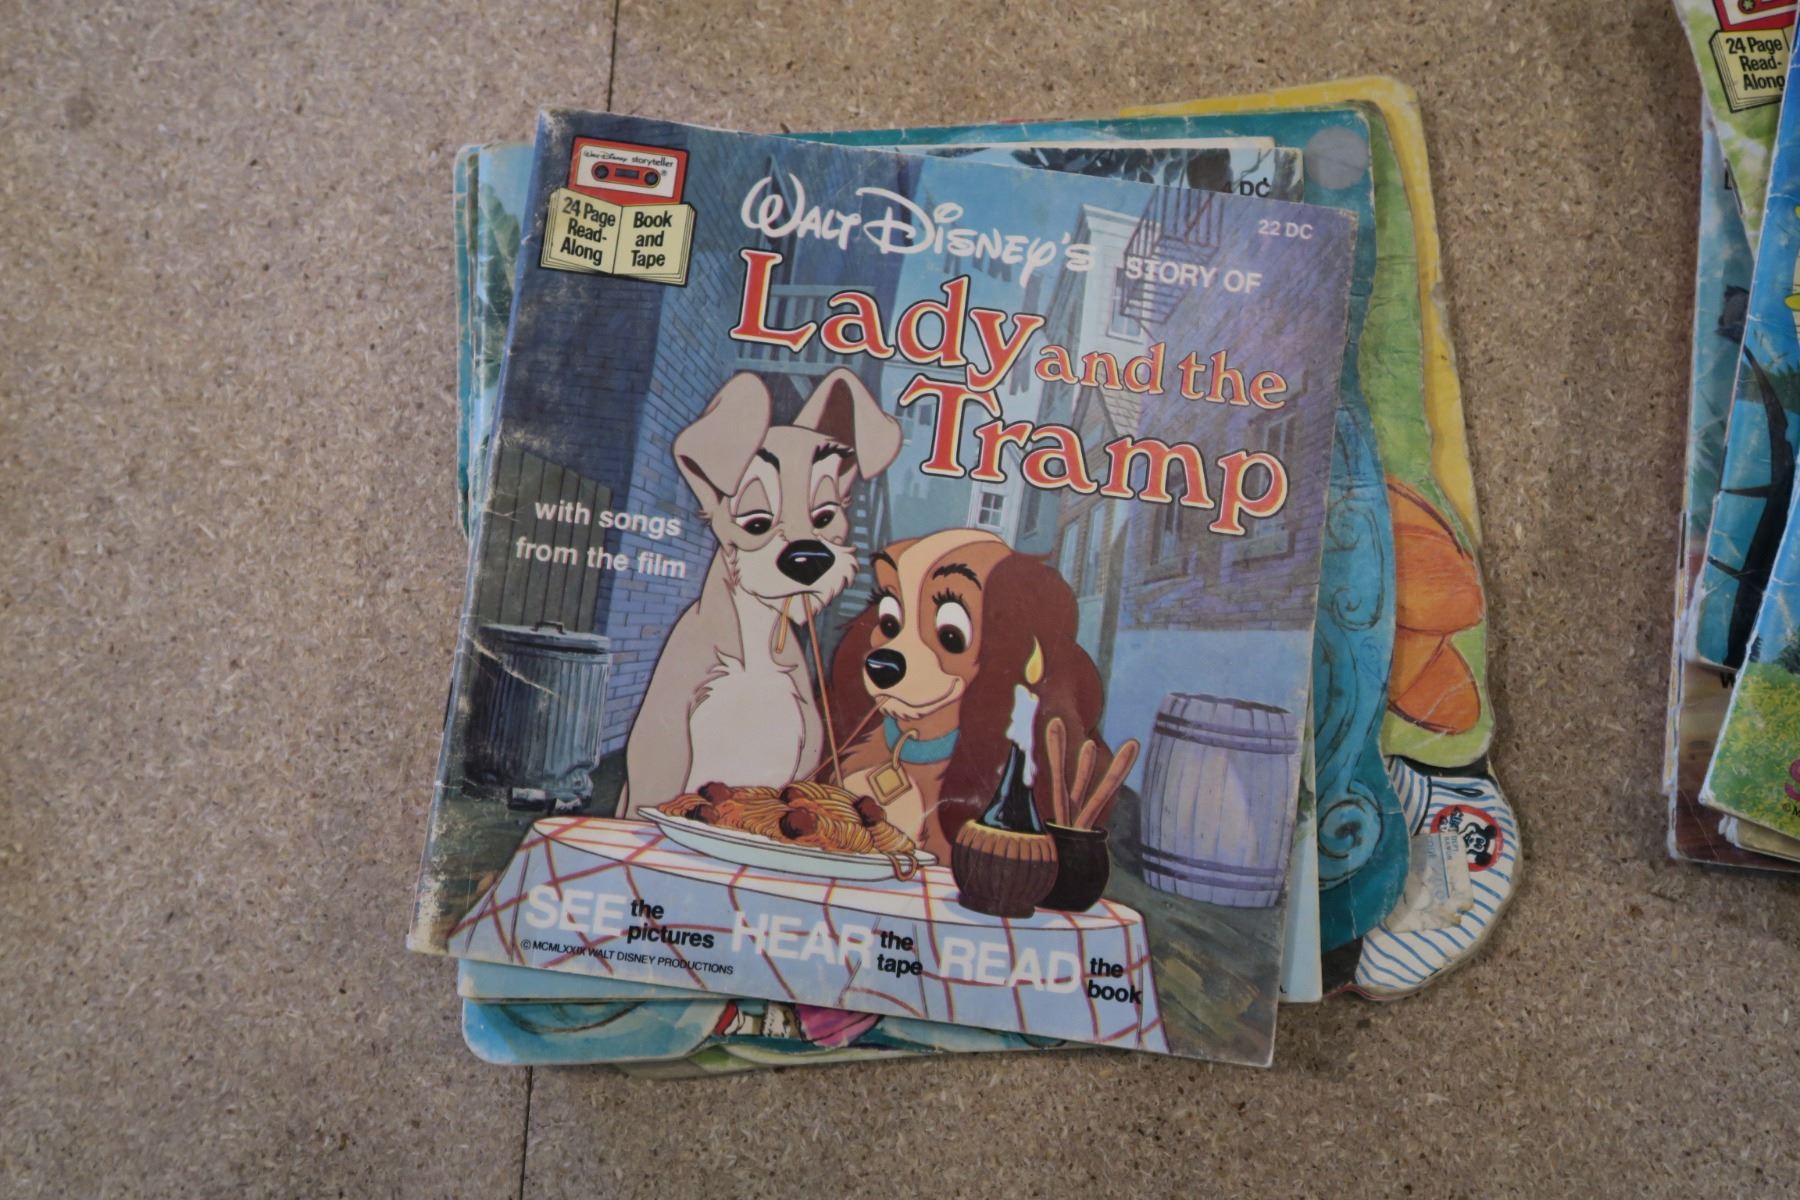 Walt Disney storyteller®
24 Page
Read-
Along
Book
and
Tape
WALT DISNEY'S
STORY OF
22 DC
Lady and the
Tramp
with songs
from the film
SEE the pictures HEAR the tape READ the book
© MCMLXXIX WALT DISNEY PRODUCTIONS
DC
24 Page
Read-
Along